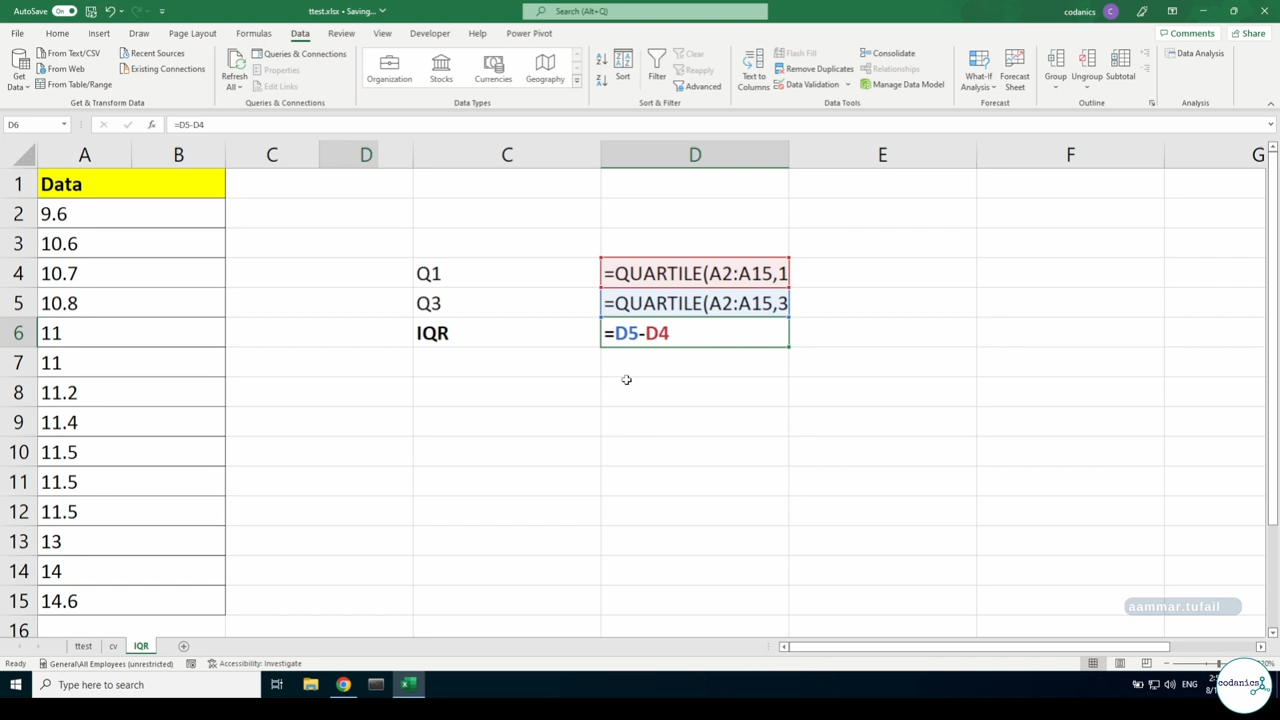 AutoSave On ttest.xlsx - Saving... Search (Alt+Q) codanics C
File Home Insert Draw Page Layout Formulas Data Review View Developer Help Power Pivot Comments Share
Get Data
From Text/CSV
From Web
From Table/Range
Recent Sources
Existing Connections
Get & Transform Data
Refresh All
Queries & Connections
Properties
Edit Links
Queries & Connections
Organization Stocks Currencies Geography
Data Types
Sort
Filter
Clear
Reapply
Advanced
Sort & Filter
Text to Columns
Flash Fill
Remove Duplicates
Data Validation
Consolidate
Relationships
Manage Data Model
Data Tools
What-If Analysis
Forecast Sheet
Forecast
Group
Ungroup
Subtotal
Outline
Data Analysis
Analysis
D6 fx =D5-D4
A B C D C D E F G
1 Data
2 9.6
3 10.6
4 10.7 Q1 =QUARTILE(A2:A15,1
5 10.8 Q3 =QUARTILE(A2:A15,3
6 11 IQR =D5-D4
7 11
8 11.2
9 11.4
10 11.5
11 11.5
12 11.5
13 13
14 14
15 14.6
aammar.tufail
16
ttest cv IQR
Ready General\All Employees (unrestricted) Accessibility: Investigate
Type here to search ENG
codanics